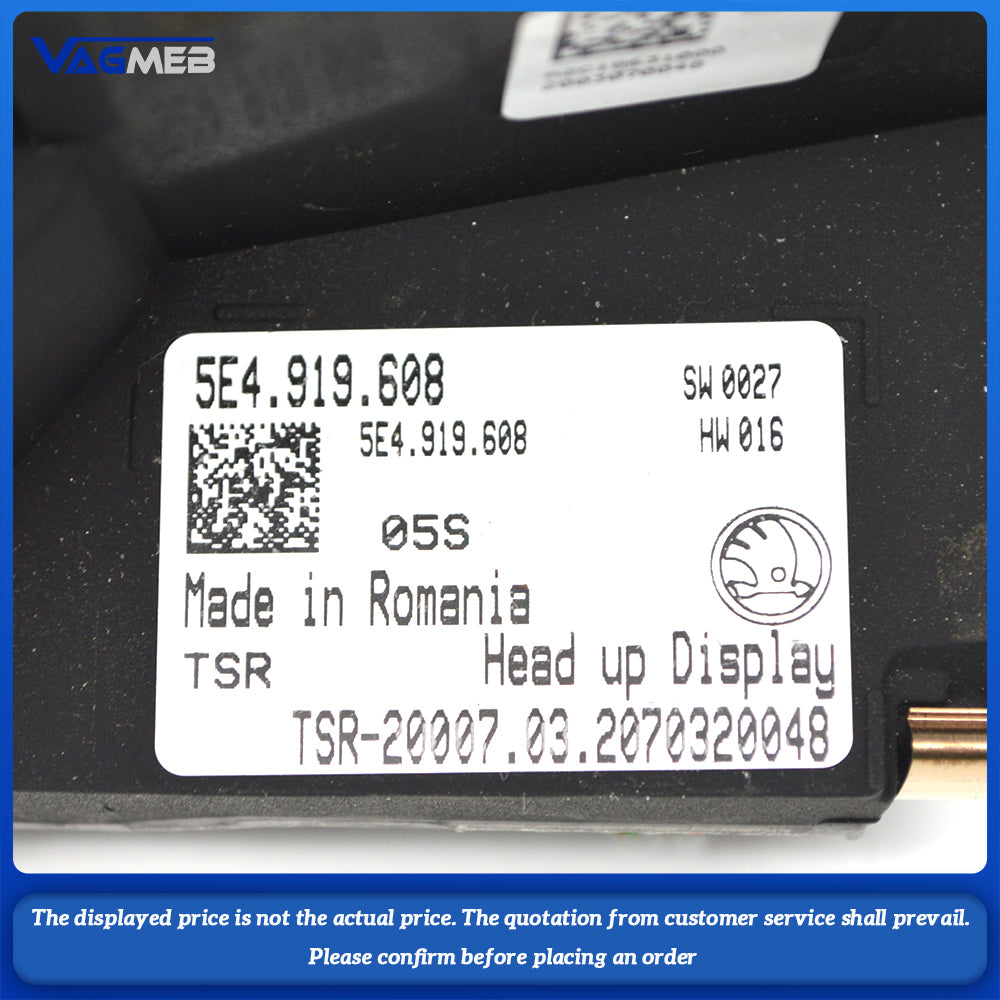 VAGMEB
5E4.919.608
SW 0027
5E4.919.608
HW 016
05S
Made in Romania
TSR
Head up Display
TSR-20007.03.2070320048
The displayed price is not the actual price. The quotation from customer service shall prevail.
Please confirm before placing an order